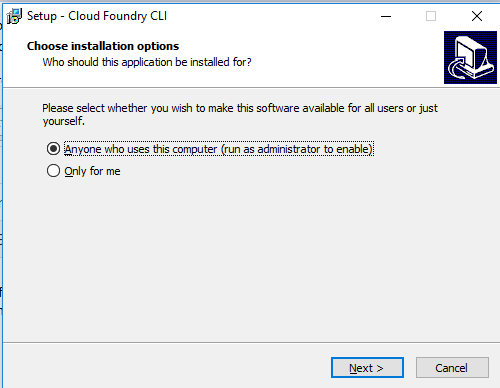 Setup - Cloud Foundry CLI
Choose installation options
Who should this application be installed for?
Please select whether you wish to make this software available for all users or just
yourself.
Anyone who uses this computer (run as administrator to enable)
Only for me
Next >
Cancel